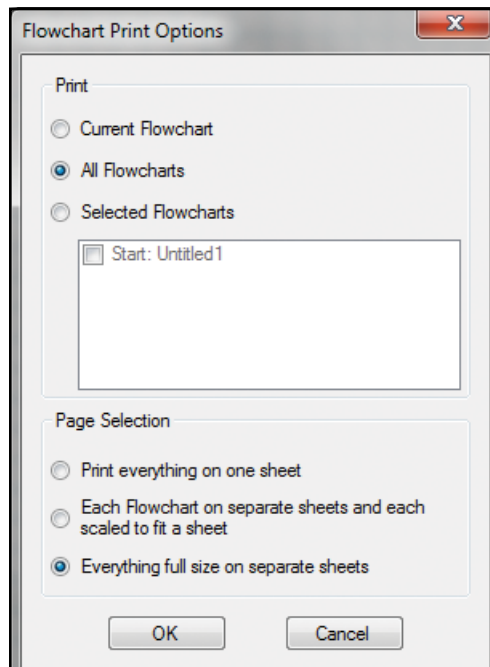 Flowchart Print Options
X
Print
Current Flowchart
All Flowcharts
Selected Flowcharts
Start: Untitled1
Page Selection
Print everything on one sheet
Each Flowchart on separate sheets and each
scaled to fit a sheet
Everything full size on separate sheets
OK Cancel